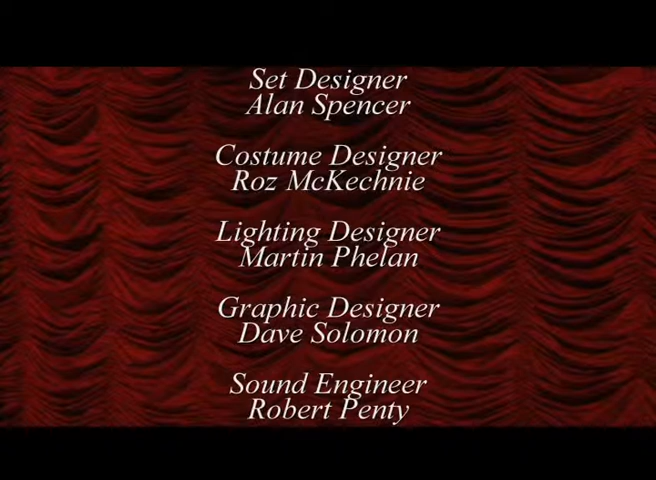 Set Designer
Alan Spencer
Costume Designer
Roz McKechnie
Lighting Designer
Martin Phelan
Graphic Designer
Dave Solomon
Sound Engineer
Robert Penty